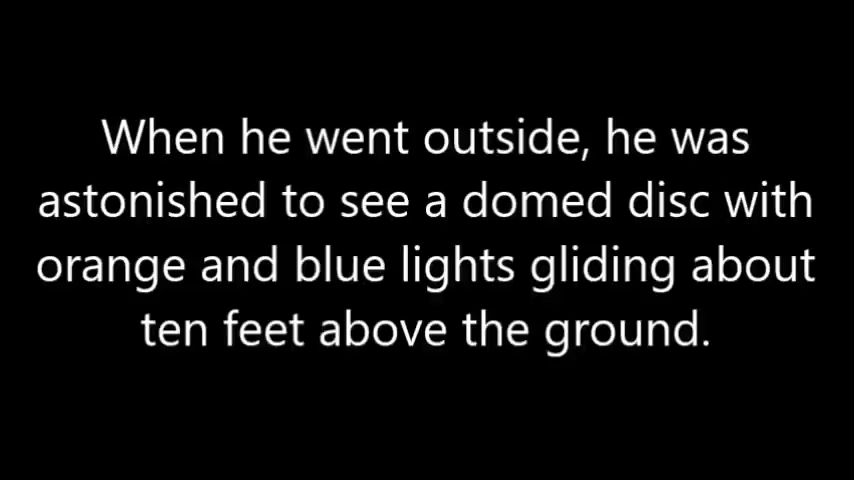 When he went outside, he was
astonished to see a domed disc with
orange and blue lights gliding about
ten feet above the ground.